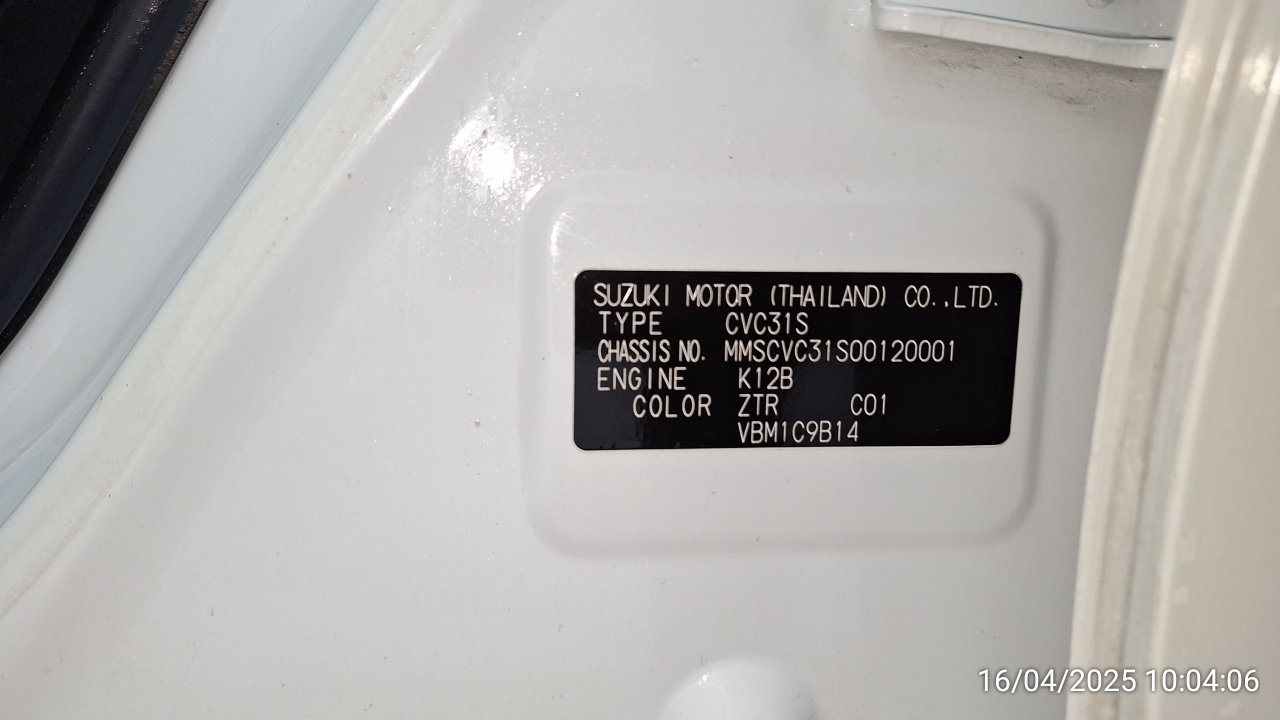 SUZUKI MOTOR (THAILAND) CO.,LTD.
TYPE CVC31S
CHASSIS NO. MMSCVC31S00120001
ENGINE K12B
COLOR ZTR C01
VBM1C9B14
16/04/2025 10:04:06